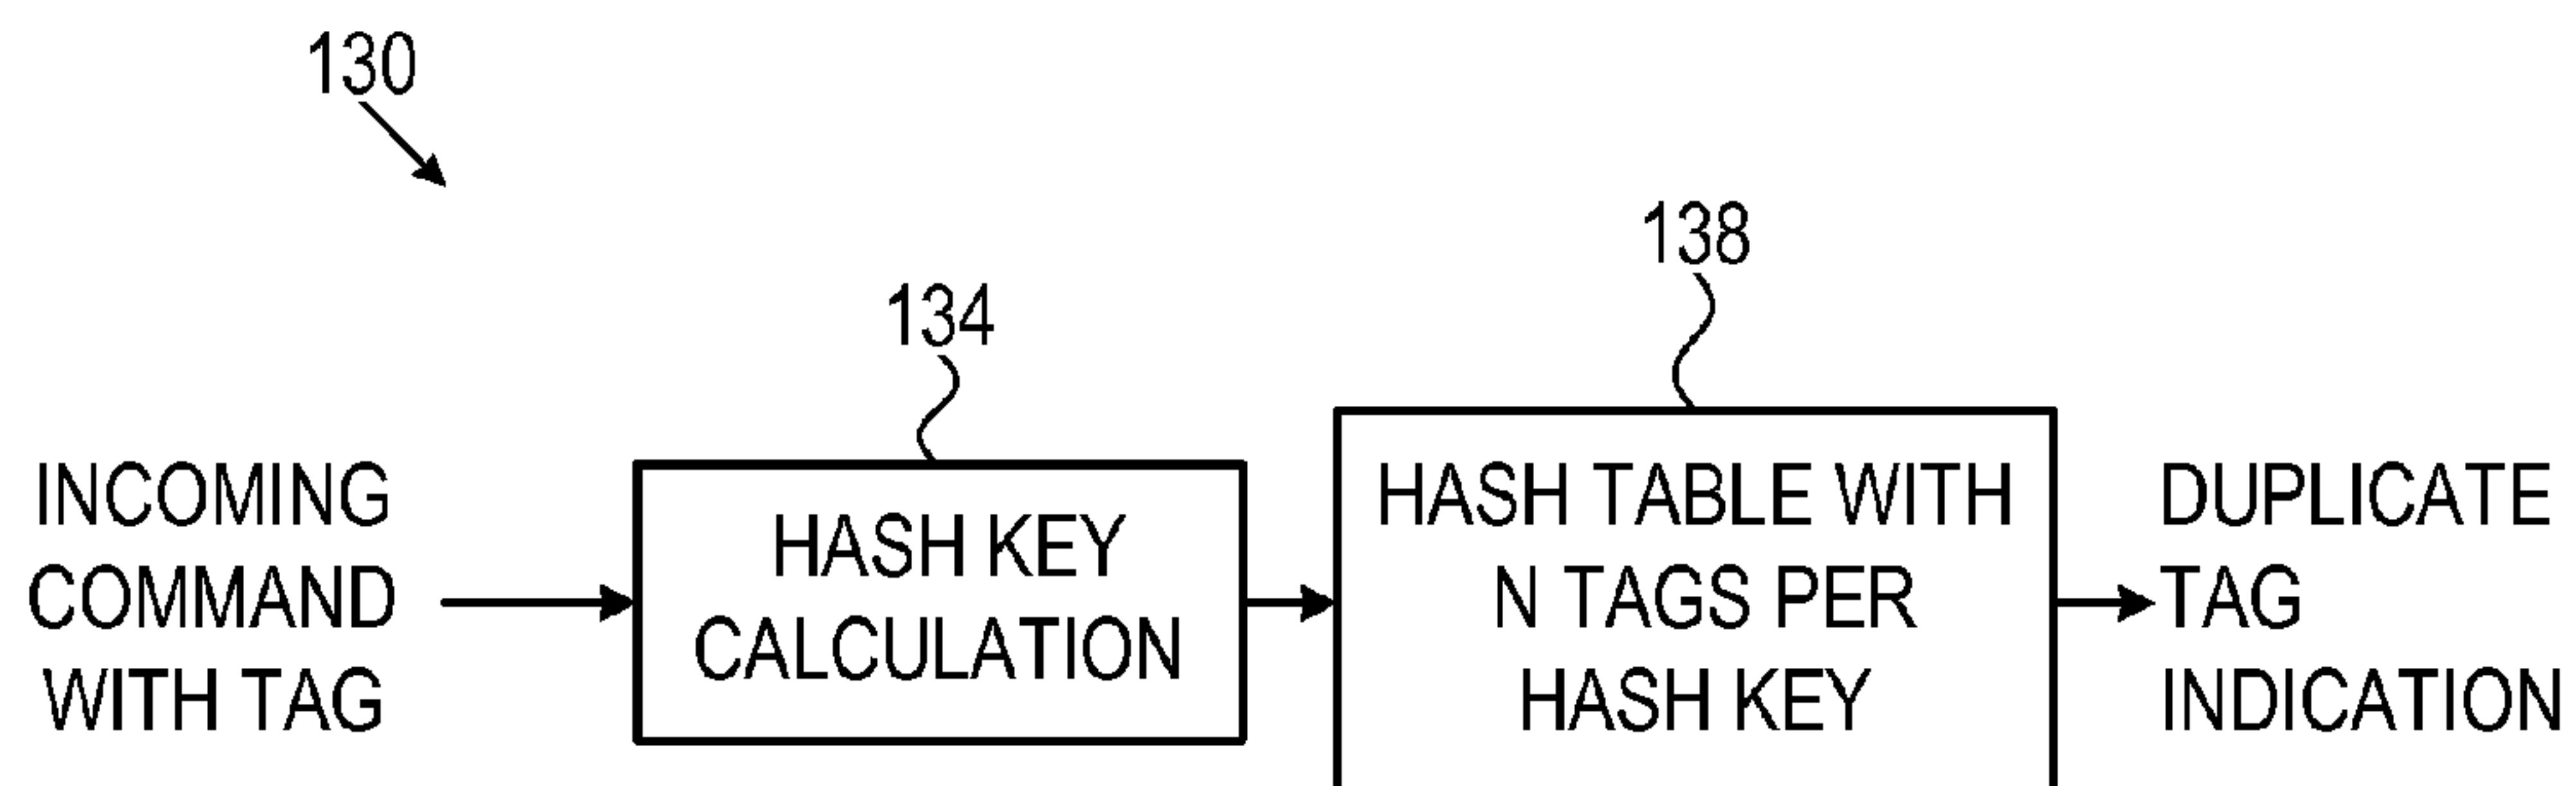 130
138
134
INCOMING
COMMAND
WITH TAG
HASH KEY
CALCULATION
HASH TABLE WITH
N TAGS PER
HASH KEY
DUPLICATE
TAG
INDICATION